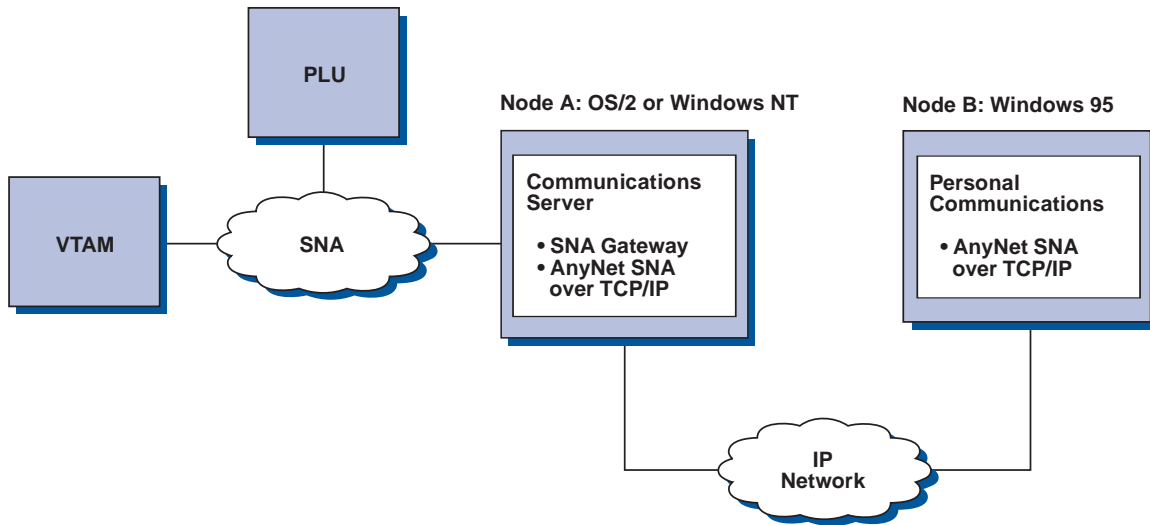 PLU
VTAM
SNA
Node A: OS/2 or Windows NT
Communications
Server
• SNA Gateway
• AnyNet SNA
over TCP/IP
Node B: Windows 95
Personal
Communications
• AnyNet SNA
over TCP/IP
IP
Network